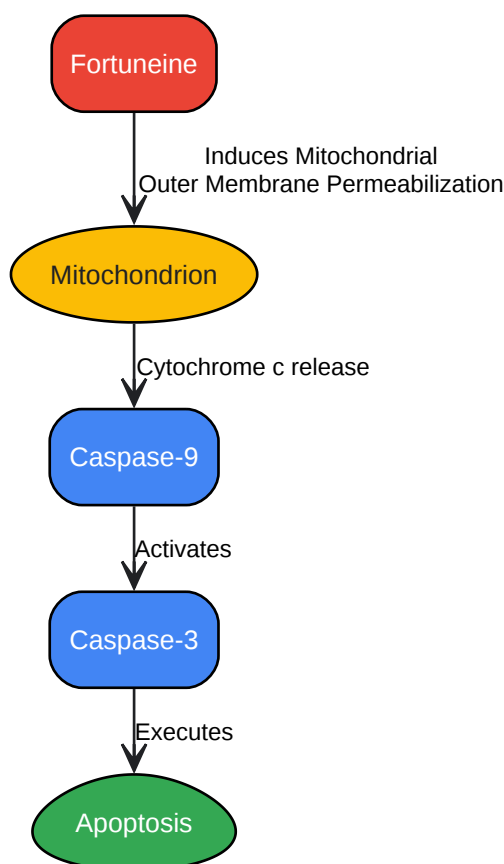 Fortuneine
Induces Mitochondrial
Outer Membrane Permeabilization
Mitochondrion
Cytochrome c release
Caspase-9
Activates
Caspase-3
Executes
Apoptosis